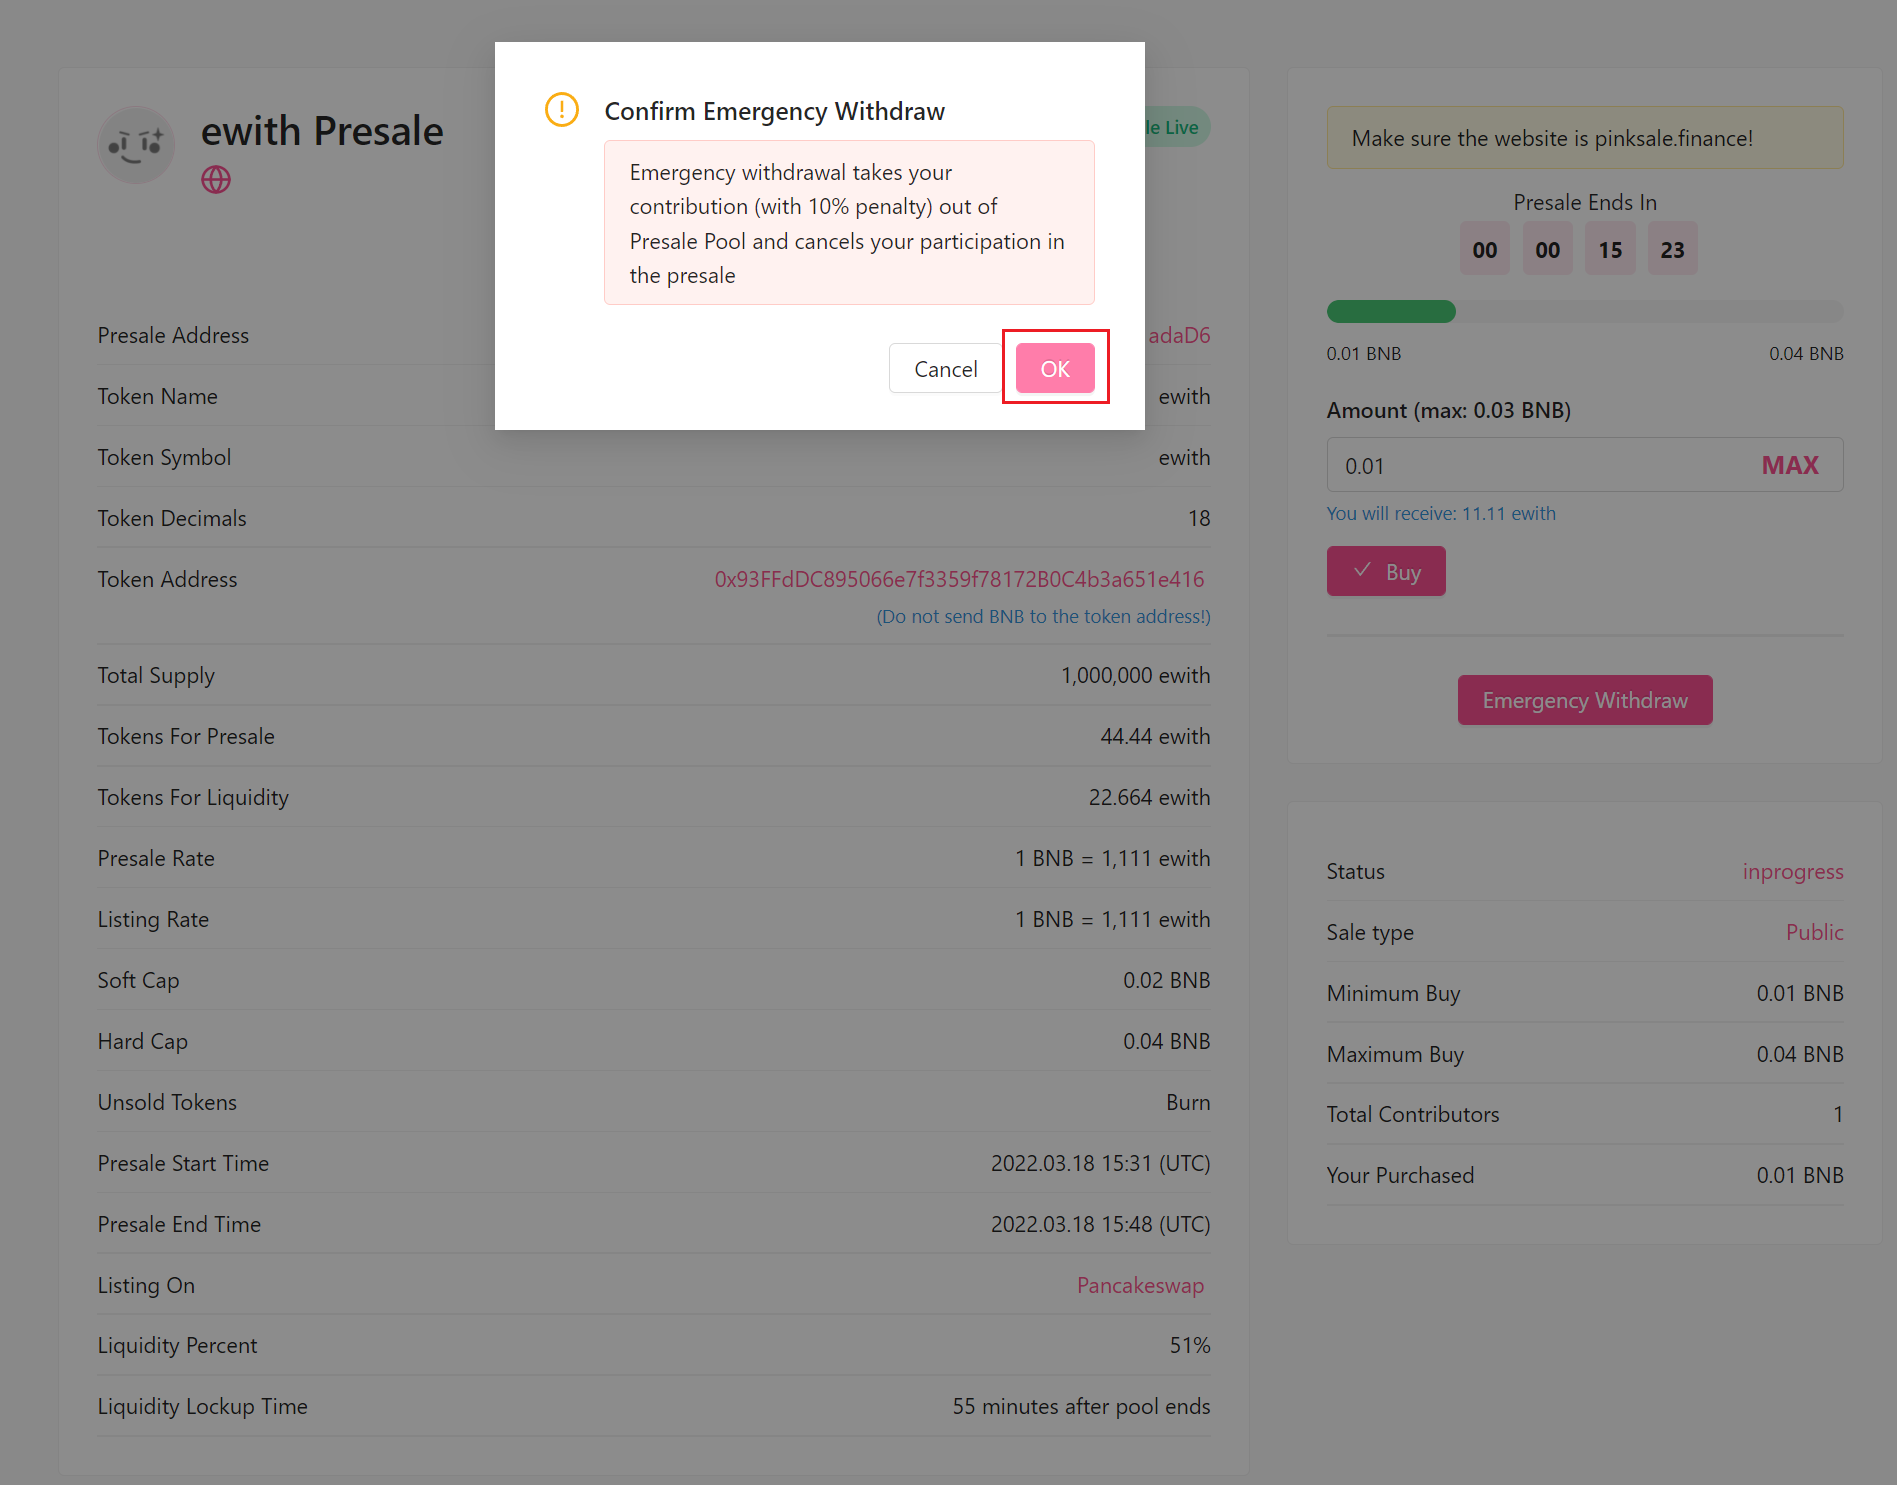 Confirm Emergency Withdraw
Emergency withdrawal takes your
contribution (with 10% penalty) out of
Presale Pool and cancels your participation in
the presale
Cancel
OK
ewith Presale
le Live
Presale Address
adaD6
Token Name
ewith
Token Symbol
ewith
Token Decimals
18
Token Address
0x93FFdDC895066e7f3359f78172B0C4b3a651e416
(Do not send BNB to the token address!)
Total Supply
1,000,000 ewith
Tokens For Presale
44.44 ewith
Tokens For Liquidity
22.664 ewith
Presale Rate
1 BNB = 1,111 ewith
Listing Rate
1 BNB = 1,111 ewith
Soft Cap
0.02 BNB
Hard Cap
0.04 BNB
Unsold Tokens
Burn
Presale Start Time
2022.03.18 15:31 (UTC)
Presale End Time
2022.03.18 15:48 (UTC)
Listing On
Pancakeswap
Liquidity Percent
51%
Liquidity Lockup Time
55 minutes after pool ends
Make sure the website is pinksale.finance!
Presale Ends In
00 00 15 23
0.01 BNB
0.04 BNB
Amount (max: 0.03 BNB)
0.01
MAX
You will receive: 11.11 ewith
Buy
Emergency Withdraw
Status
inprogress
Sale type
Public
Minimum Buy
0.01 BNB
Maximum Buy
0.04 BNB
Total Contributors
1
Your Purchased
0.01 BNB